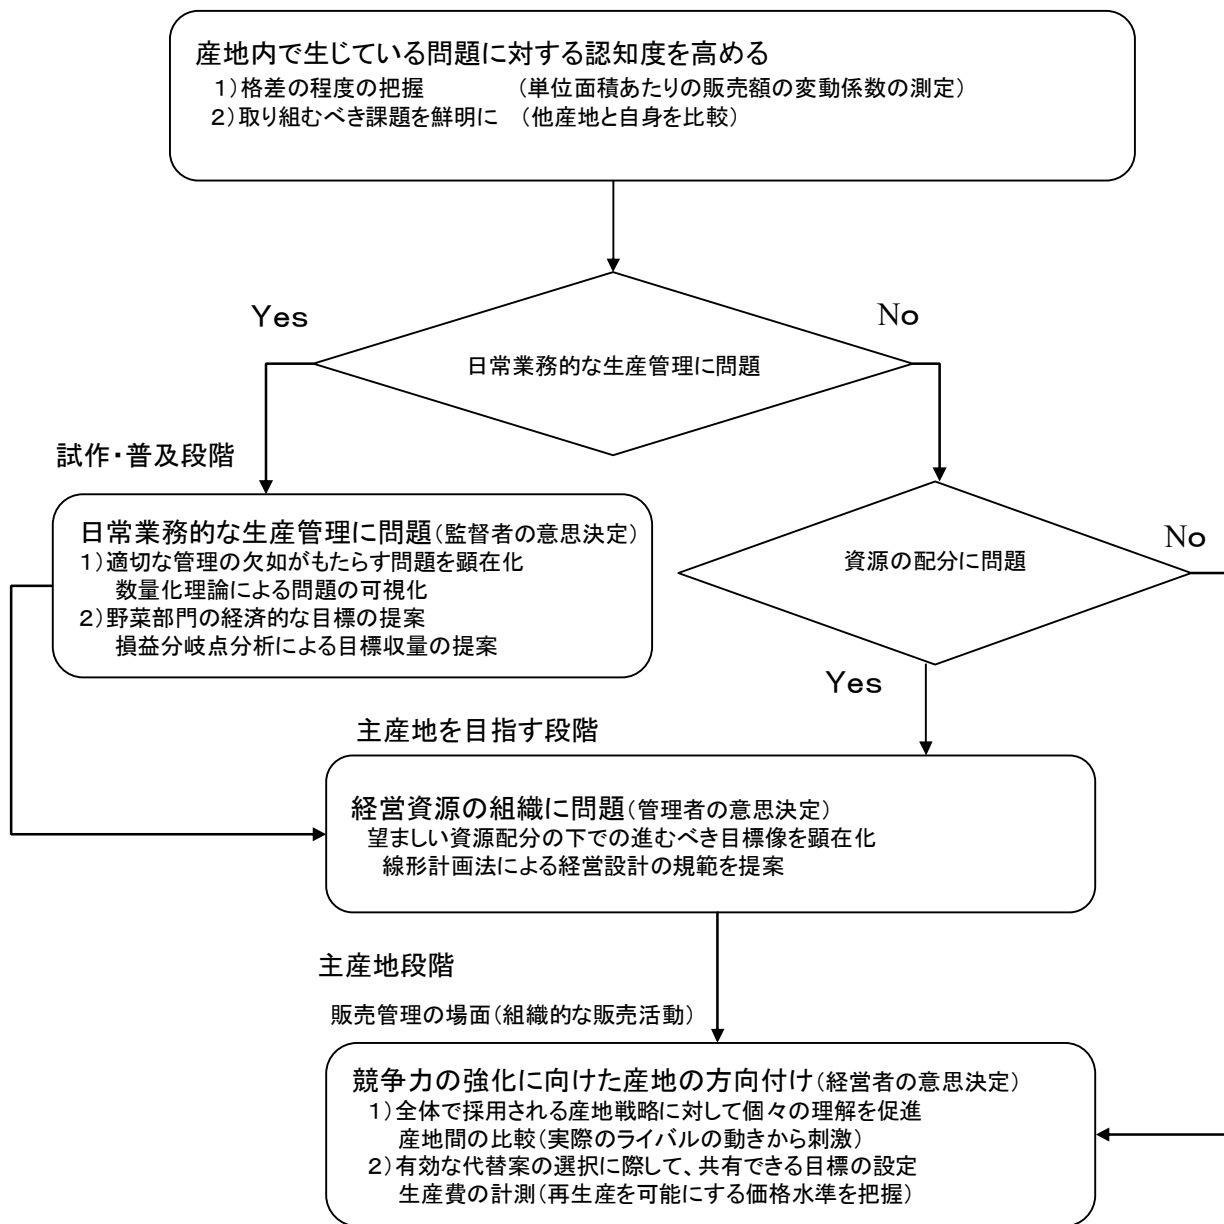 産地内で生じている問題に対する認知度を高める
1)格差の程度の把握 (単位面積あたりの販売額の変動係数の測定)
2)取り組むべき課題を鮮明に (他産地と自身を比較)
Yes
No
日常業務的な生産管理に問題
試作・普及段階
日常業務的な生産管理に問題(監督者の意思決定)
1)適切な管理の欠如がもたらす問題を顕在化
数量化理論による問題の可視化
2)野菜部門の経済的な目標の提案
損益分岐点分析による目標収量の提案
No
資源の配分に問題
Yes
主産地を目指す段階
経営資源の組織に問題(管理者の意思決定)
望ましい資源配分の下での進むべき目標像を顕在化
線形計画法による経営設計の規範を提案
主産地段階
販売管理の場面(組織的な販売活動)
競争力の強化に向けた産地の方向付け(経営者の意思決定)
1)全体で採用される産地戦略に対して個々の理解を促進
産地間の比較(実際のライバルの動きから刺激)
2)有効な代替案の選択に際して、共有できる目標の設定
生産費の計測(再生産を可能にする価格水準を把握)